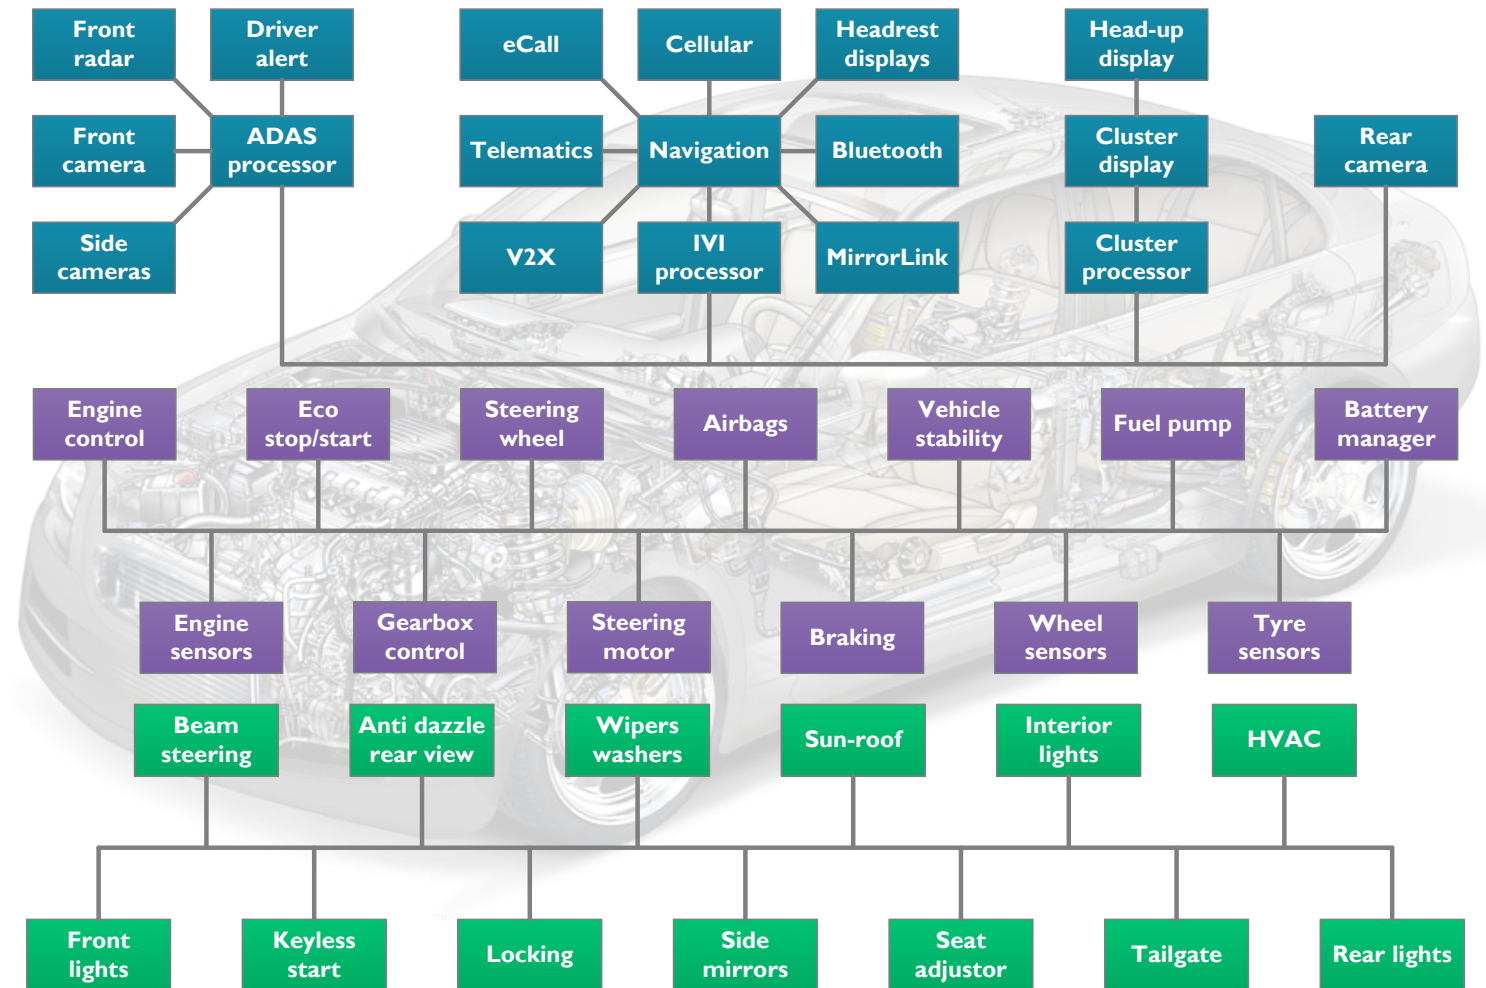 Front
radar
Driver
alert
eCall
Cellular
Headrest
displays
Head-up
display
Front
camera
ADAS
processor
Telematics
Navigation
Bluetooth
Cluster
display
Rear
camera
Side
cameras
V2X
IVI
processor
MirrorLink
Cluster
processor
Engine
control
Eco
stop/start
Steering
wheel
Airbags
Vehicle
stability
Fuel pump
Battery
manager
Engine
sensors
Gearbox
control
Steering
motor
Braking
Wheel
sensors
Tyre
sensors
Beam
steering
Anti dazzle
rear view
Wipers
washers
Sun-roof
Interior
lights
HVAC
Front
lights
Keyless
start
Locking
Side
mirrors
Seat
adjustor
Tailgate
Rear lights